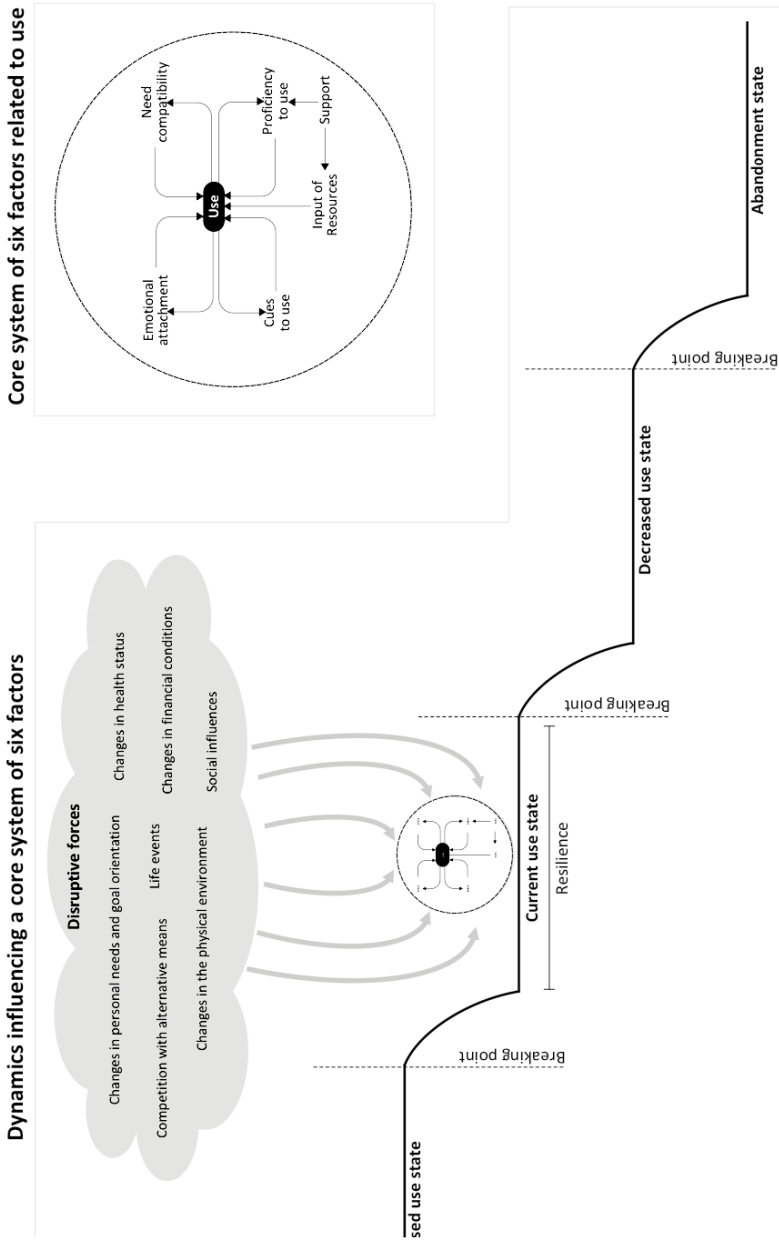 Dynamics influencing a core system of six factors
Disruptive forces
Changes in personal needs and goal orientation
Changes in health status
Life events
Competition with alternative means
Changes in financial conditions
Changes in the physical environment
Social influences
sed use state
Breaking point
Current use state
Resilience
Breaking point
Decreased use state
Breaking point
Abandonment state
Core system of six factors related to use
Emotional
attachment
Need
compatibility
Use
Cues
to use
Input of
Resources
Proficiency
to use
Support